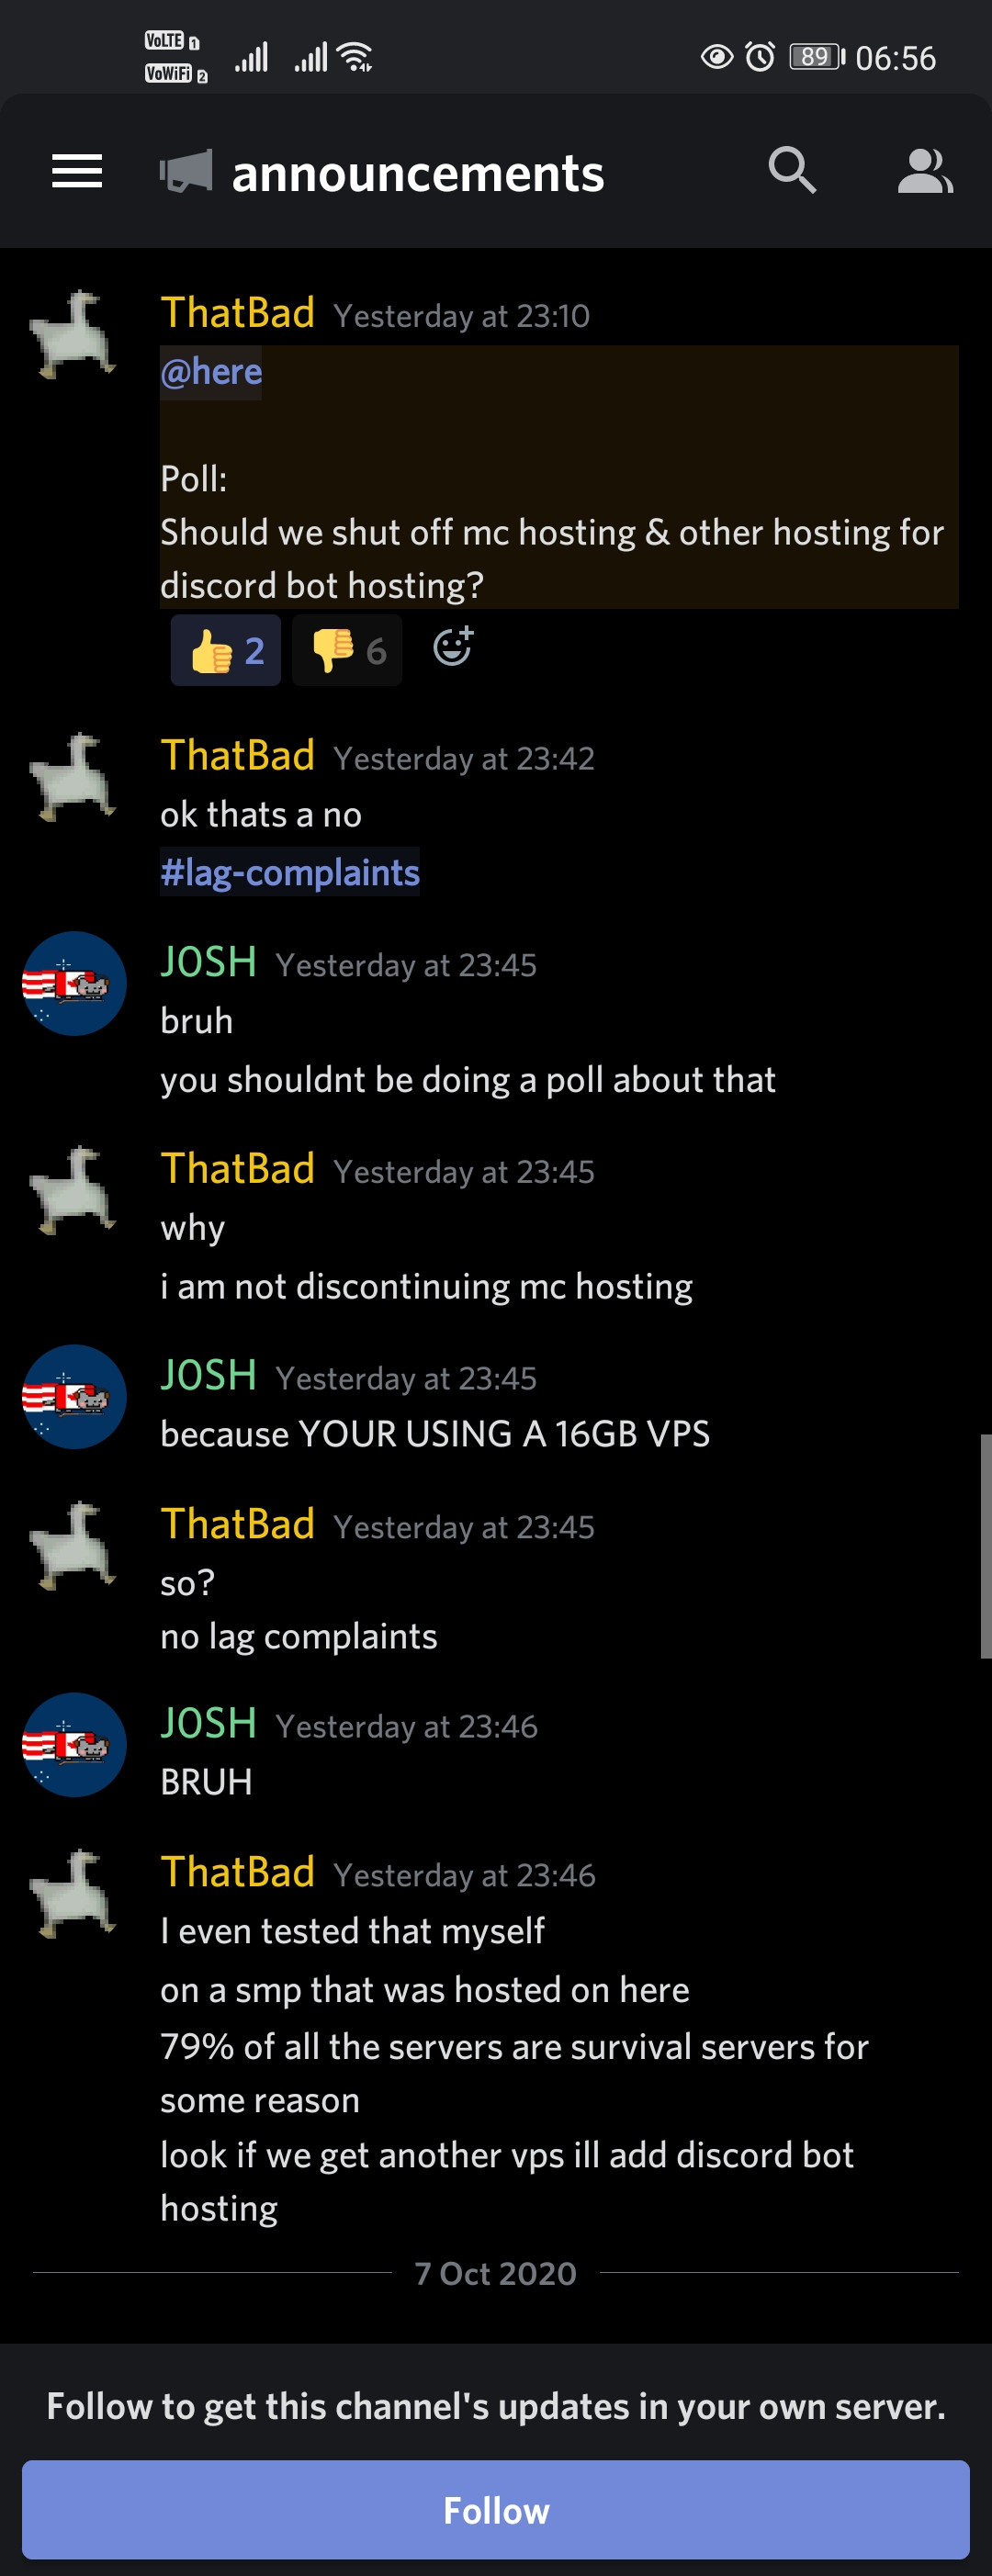 VoLTE 1
VoWiFi 2
89 06:56
announcements
ThatBad Yesterday at 23:10
@here
Poll:
Should we shut off mc hosting & other hosting for
discord bot hosting?
2 6
ThatBad Yesterday at 23:42
ok thats a no
#lag-complaints
JOSH Yesterday at 23:45
bruh
you shouldnt be doing a poll about that
ThatBad Yesterday at 23:45
why
i am not discontinuing mc hosting
JOSH Yesterday at 23:45
because YOUR USING A 16GB VPS
ThatBad Yesterday at 23:45
so?
no lag complaints
JOSH Yesterday at 23:46
BRUH
ThatBad Yesterday at 23:46
I even tested that myself
on a smp that was hosted on here
79% of all the servers are survival servers for
some reason
look if we get another vps ill add discord bot
hosting
7 Oct 2020
Follow to get this channel's updates in your own server.
Follow